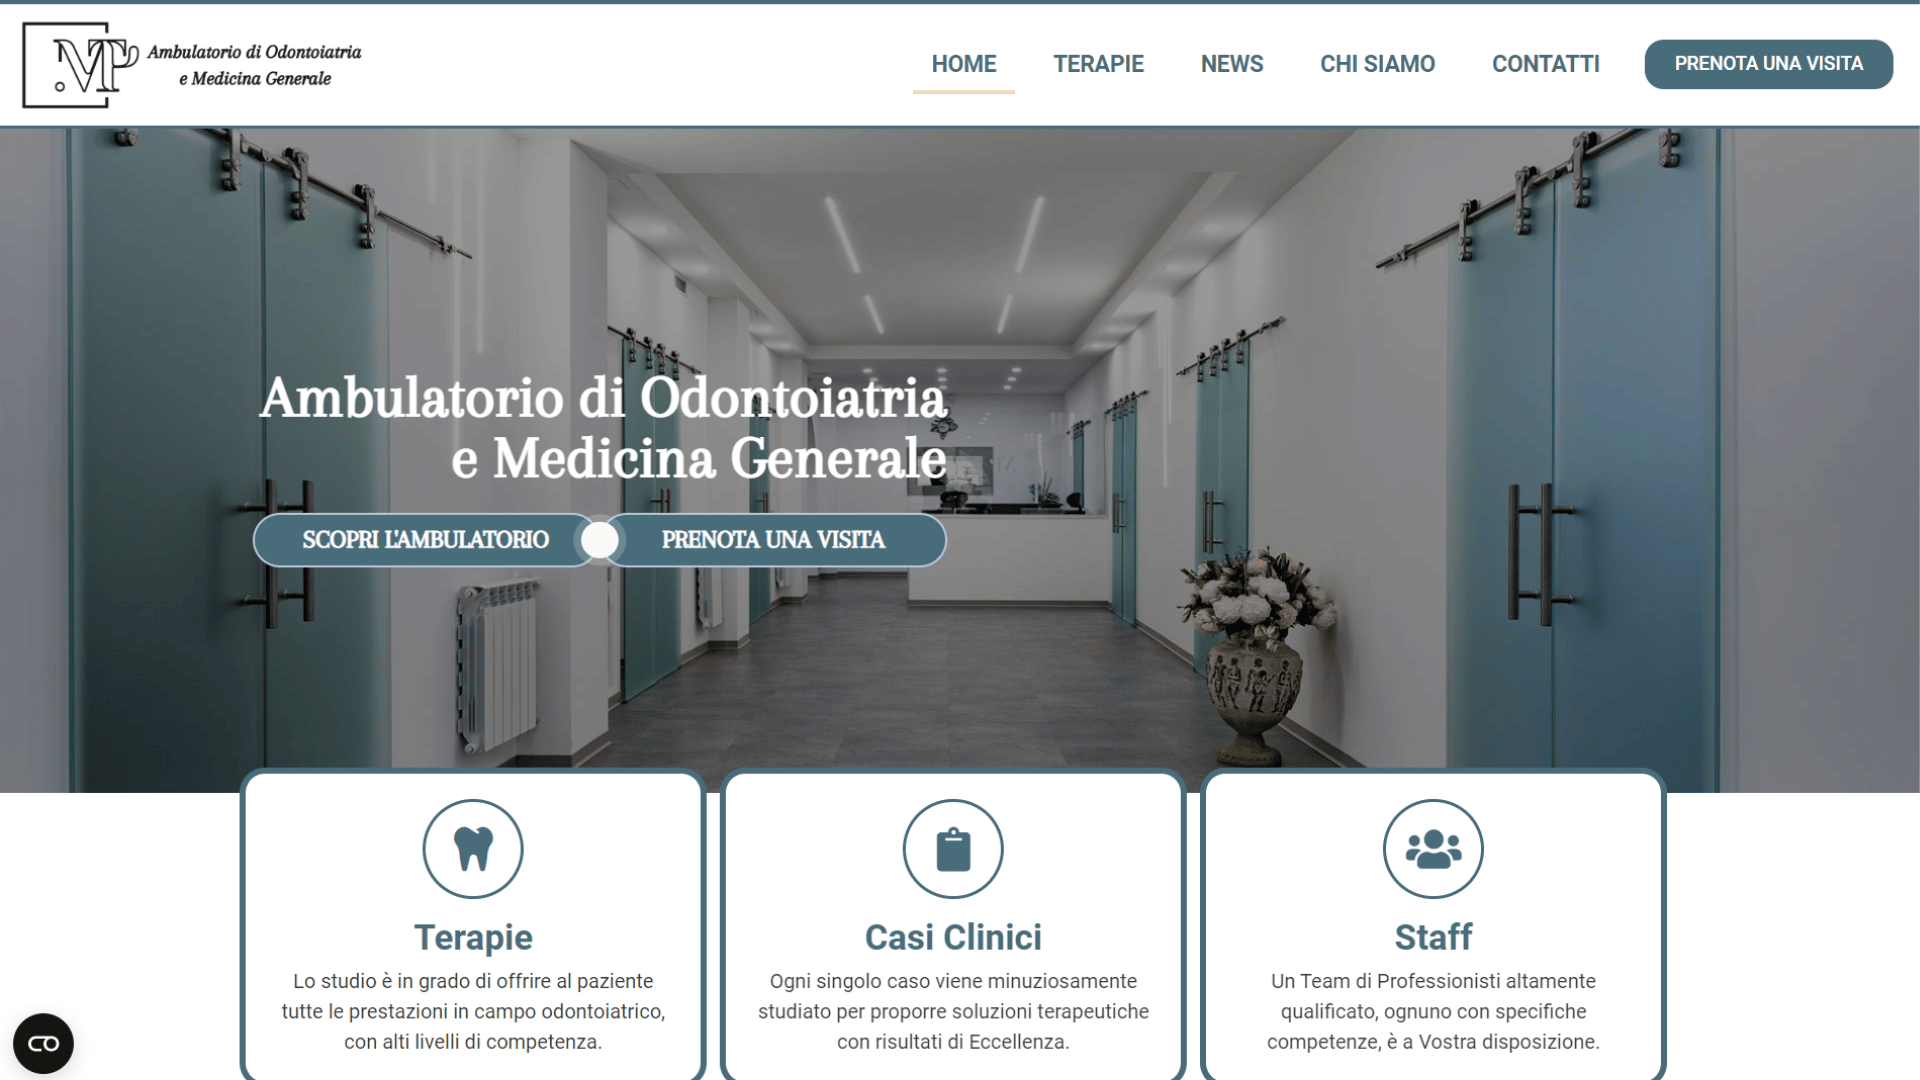 MTP
Ambulatorio di Odontoiatria
e Medicina Generale
HOME
TERAPIE
NEWS
CHI SIAMO
CONTATTI
PRENOTA UNA VISITA
Ambulatorio di Odontoiatria
e Medicina Generale
SCOPRI L'AMBULATORIO
PRENOTA UNA VISITA
Terapie
Lo studio è in grado di offrire al paziente
tutte le prestazioni in campo odontoiatrico,
con alti livelli di competenza.
Casi Clinici
Ogni singolo caso viene minuziosamente
studiato per proporre soluzioni terapeutiche
con risultati di Eccellenza.
Staff
Un Team di Professionisti altamente
qualificato, ognuno con specifiche
competenze, è a Vostra disposizione.